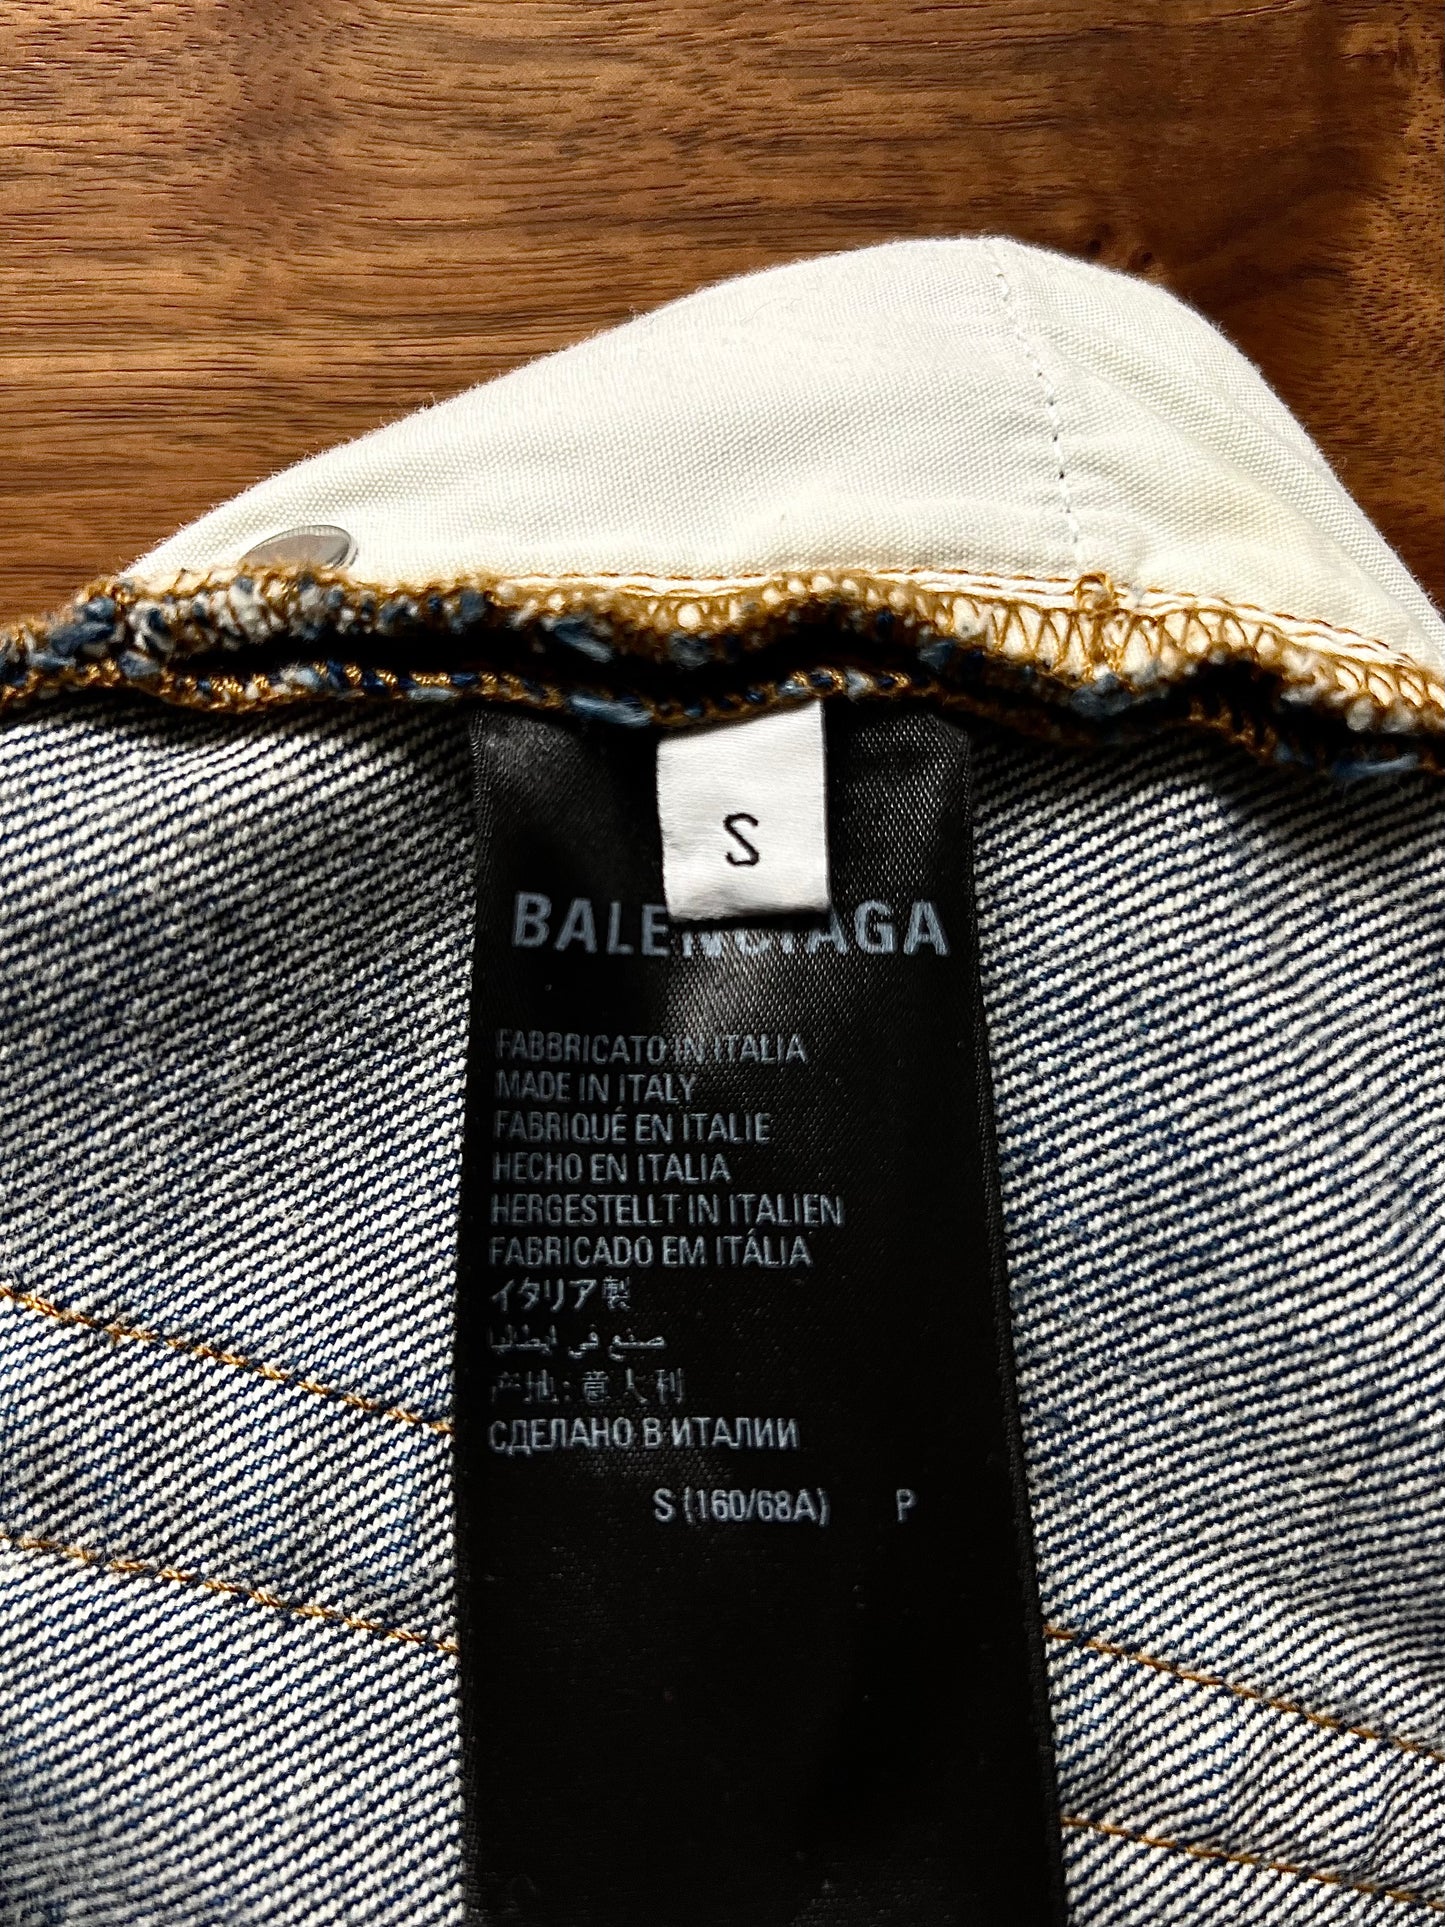 S
BALENCIAGA
FABBRICATO IN ITALIA
MADE IN ITALY
FABRIQUÉ EN ITALIE
HECHO EN ITALIA
HERGESTELLT IN ITALIEN
FABRICADO EM ITÁLIA
イタリア製
صنع في ايطاليا
产地:意大利
СДЕЛАНО В ИТАЛИИ
S (160/68A) P